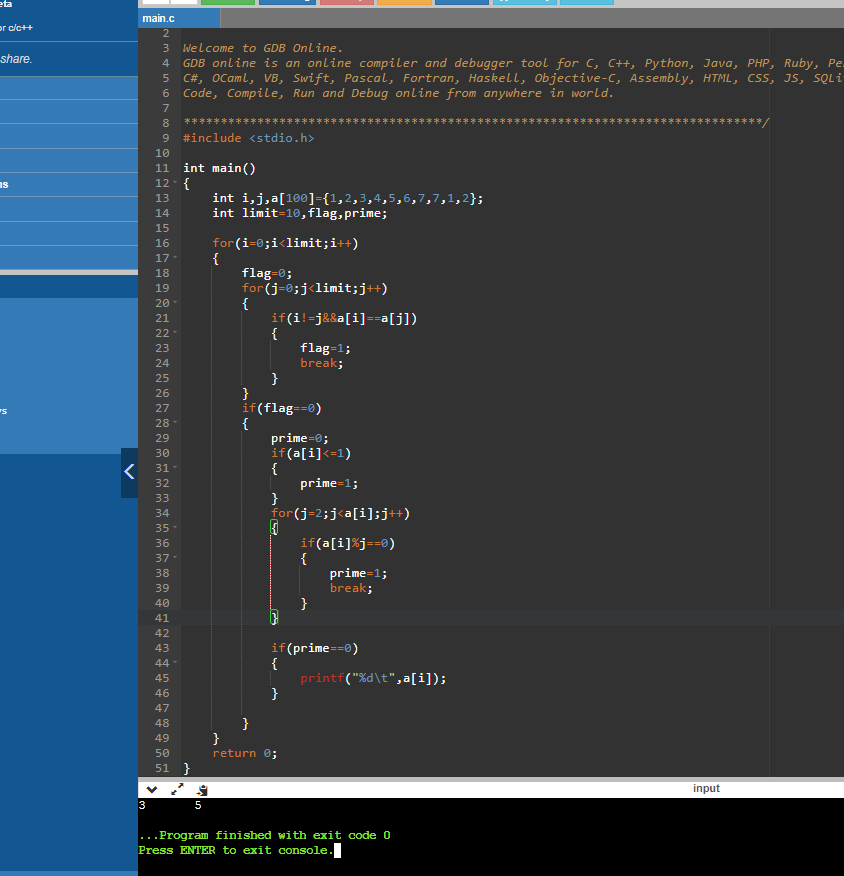 eta
or c/c++
share.
ns
ys
main.c
2
3 Welcome to GDB Online.
4 GDB online is an online compiler and debugger tool for C, C++, Python, Java, PHP, Ruby, Pe
5 C#, OCaml, VB, Swift, Pascal, Fortran, Haskell, Objective-C, Assembly, HTML, CSS, JS, SQLi
6 Code, Compile, Run and Debug online from anywhere in world.
7
8 *******************************************************************************/
9 #include <stdio.h>
10
11 int main()
12 {
13     int i,j,a[100]={1,2,3,4,5,6,7,7,1,2};
14     int limit=10,flag,prime;
15
16     for(i=0;i<limit;i++)
17     {
18         flag=0;
19         for(j=0;j<limit;j++)
20         {
21             if(i!=j&&a[i]==a[j])
22             {
23                 flag=1;
24                 break;
25             }
26         }
27         if(flag==0)
28         {
29             prime=0;
30             if(a[i]<=1)
31             {
32                 prime=1;
33             }
34             for(j=2;j<a[i];j++)
35             {
36                 if(a[i]%j==0)
37                 {
38                     prime=1;
39                     break;
40                 }
41             }
42
43             if(prime==0)
44             {
45                 printf("%d\t",a[i]);
46             }
47
48         }
49     }
50     return 0;
51 }
input
3       5
...Program finished with exit code 0
Press ENTER to exit console.